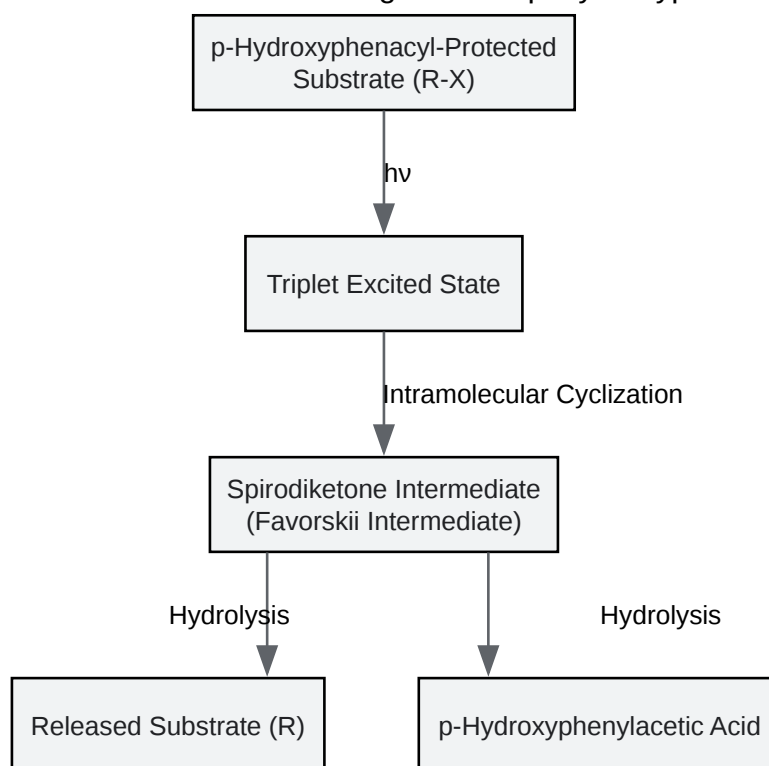 p-Hydroxyphenacyl-Protected
Substrate (R-X)
hν
Triplet Excited State
Intramolecular Cyclization
Spirodiketone Intermediate
(Favorskii Intermediate)
Hydrolysis
Hydrolysis
Released Substrate (R)
p-Hydroxyphenylacetic Acid